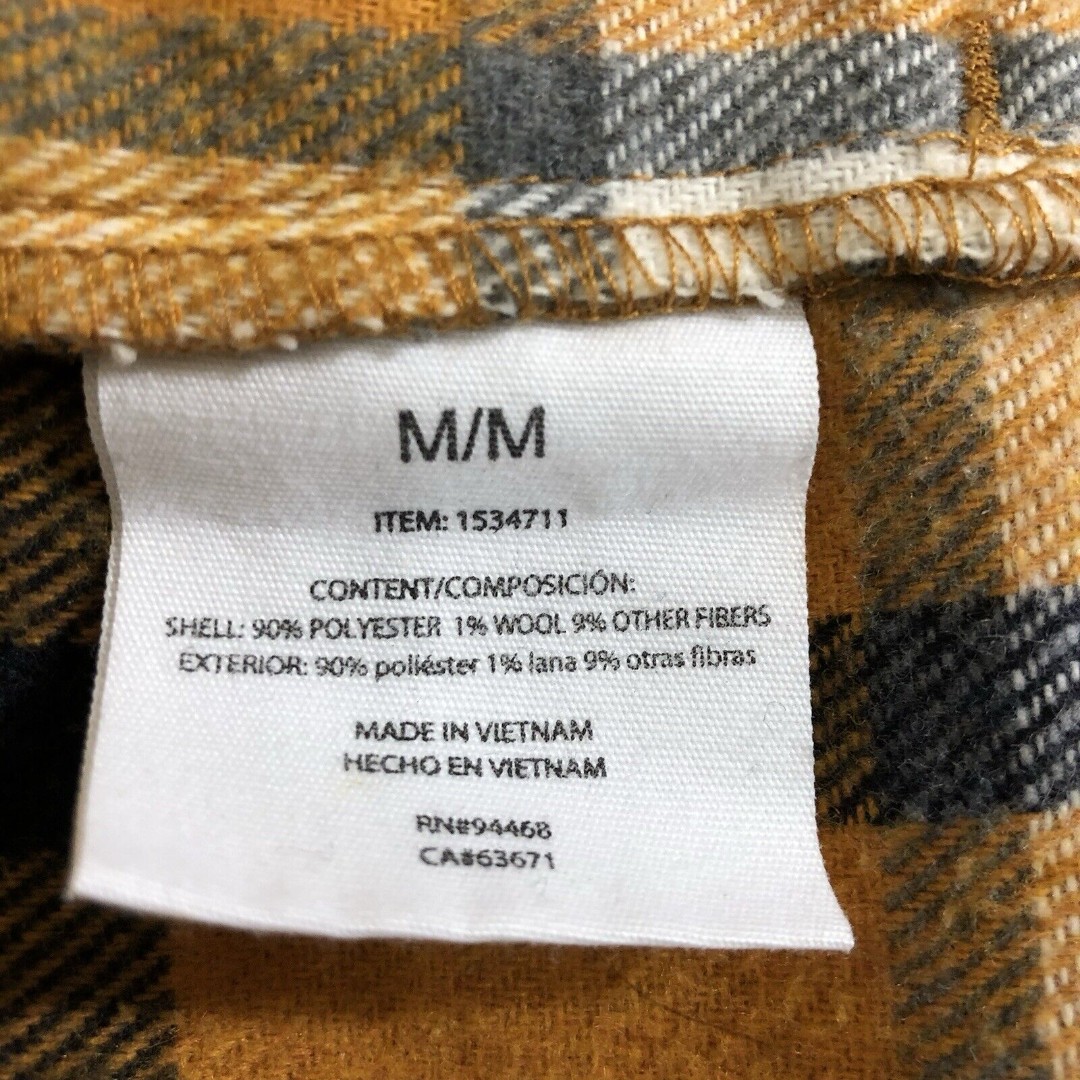 M/M
ITEM: 1534711
CONTENT/COMPOSICIÓN:
SHELL: 90% POLYESTER 1% WOOL 9% OTHER FIBERS
EXTERIOR: 90% poliéster 1% lana 9% otras fibras
MADE IN VIETNAM
HECHO EN VIETNAM
RN#94468
CA#63671